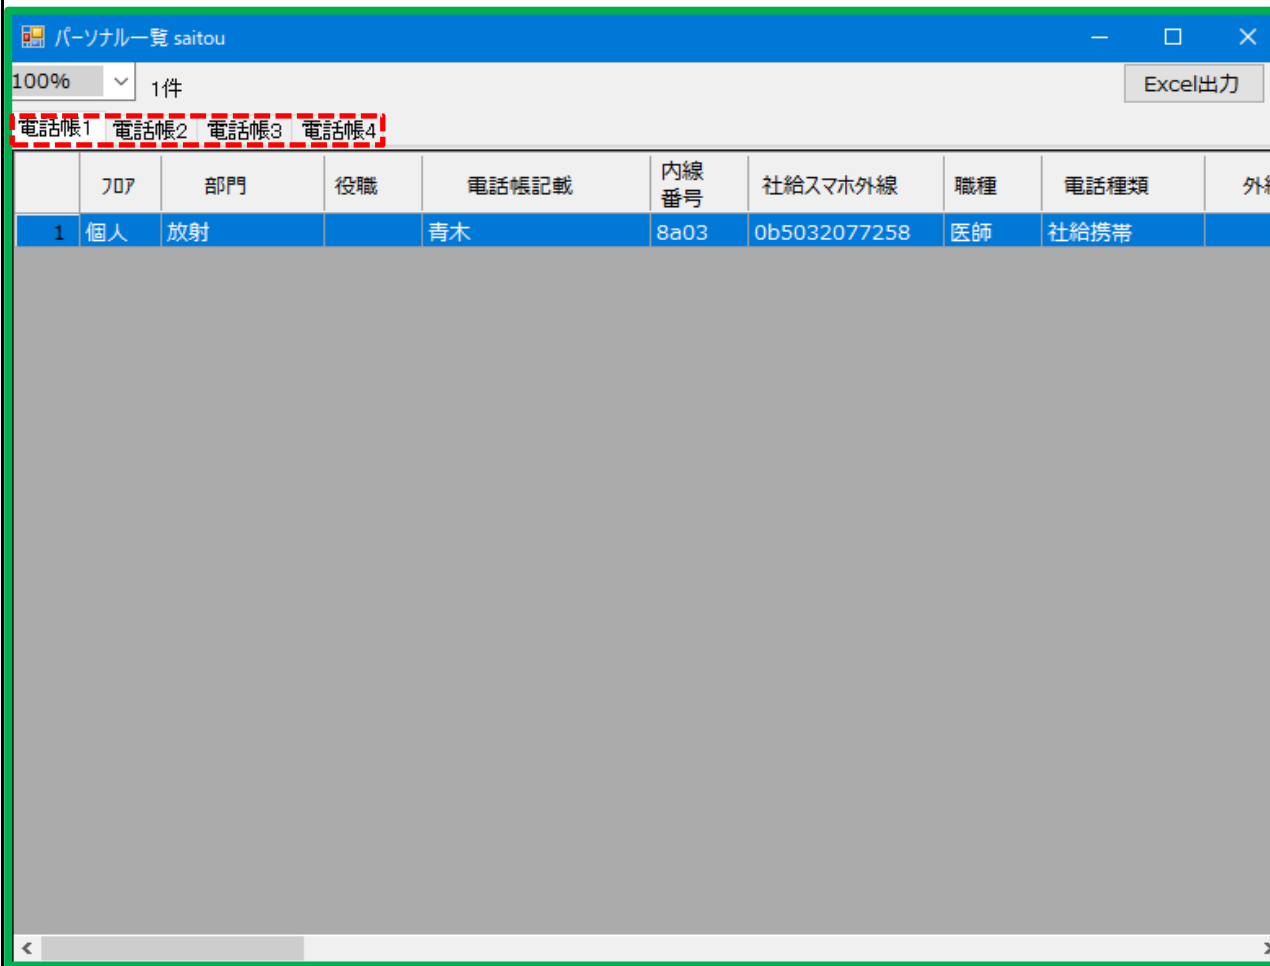 パーソナル一覧 saitou
100% 1件 Excel出力
電話帳1 電話帳2 電話帳3 電話帳4
ﾌﾛｱ 部門 役職 電話帳記載 内線番号 社給スマホ外線 職種 電話種類 外
1 個人 放射 青木 8a03 0b5032077258 医師 社給携帯